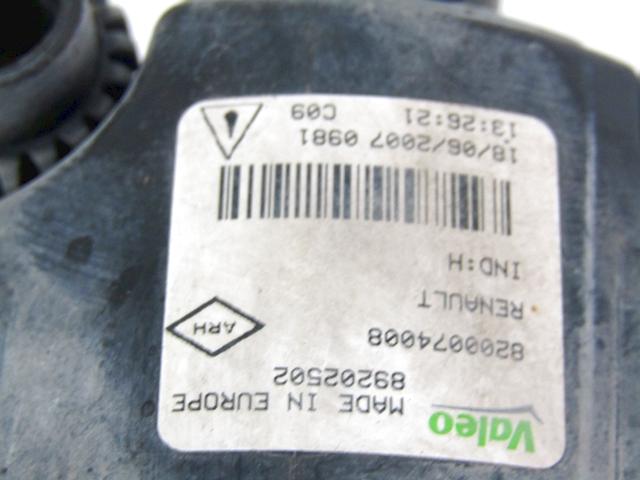 Valeo MADE IN EUROPE
89202502
8200074008
RENAULT
ARH
IND:H
18/06/2007 0981
13:26:21 C09